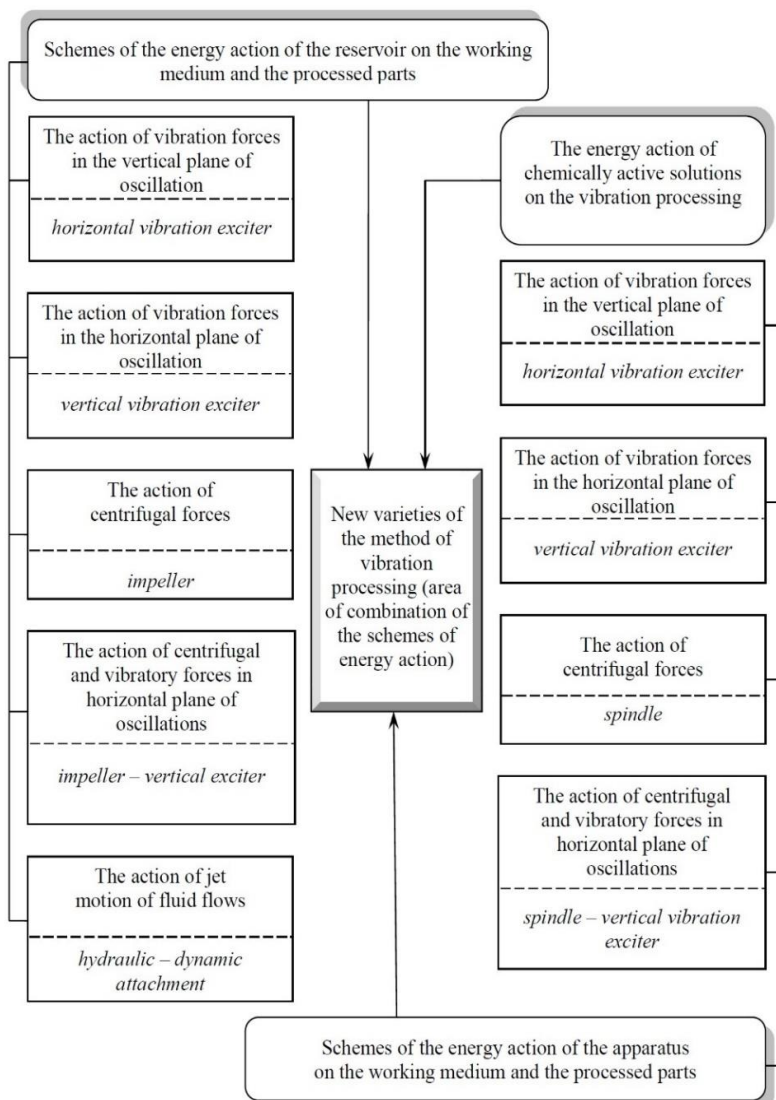 Schemes of the energy action of the reservoir on the working
medium and the processed parts
The action of vibration forces
in the vertical plane of
oscillation
horizontal vibration exciter
The action of vibration forces
in the horizontal plane of
oscillation
vertical vibration exciter
The action of
centrifugal forces
impeller
The action of centrifugal
and vibratory forces in
horizontal plane of
oscillations
impeller – vertical exciter
The action of jet
motion of fluid flows
hydraulic – dynamic
attachment
New varieties of
the method of
vibration
processing (area
of combination of
the schemes of
energy action)
The energy action of
chemically active solutions
on the vibration processing
The action of vibration forces
in the vertical plane of
oscillation
horizontal vibration exciter
The action of vibration forces
in the horizontal plane of
oscillation
vertical vibration exciter
The action of
centrifugal forces
spindle
The action of centrifugal
and vibratory forces in
horizontal plane of
oscillations
spindle – vertical vibration
exciter
Schemes of the energy action of the apparatus
on the working medium and the processed parts